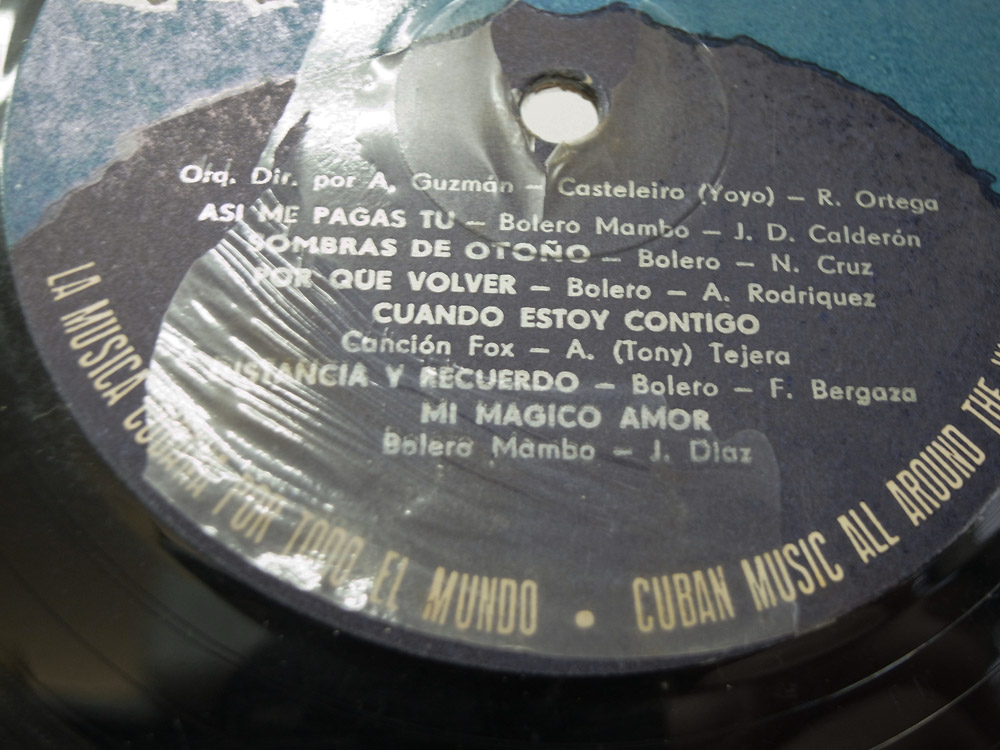 Orq. Dir. por A. Guzmán — Casteleiro (Yoyo) — R. Ortega
ASI ME PAGAS TU — Bolero Mambo — J. D. Calderón
SOMBRAS DE OTOÑO — Bolero — N. Cruz
POR QUE VOLVER — Bolero — A. Rodriquez
CUANDO ESTOY CONTIGO
Canción Fox — A. (Tony) Tejera
DISTANCIA Y RECUERDO — Bolero — F. Bergaza
MI MAGICO AMOR
Bolero Mambo — J. Diaz
LA MUSICA CUBANA POR TODO EL MUNDO • CUBAN MUSIC ALL AROUND THE